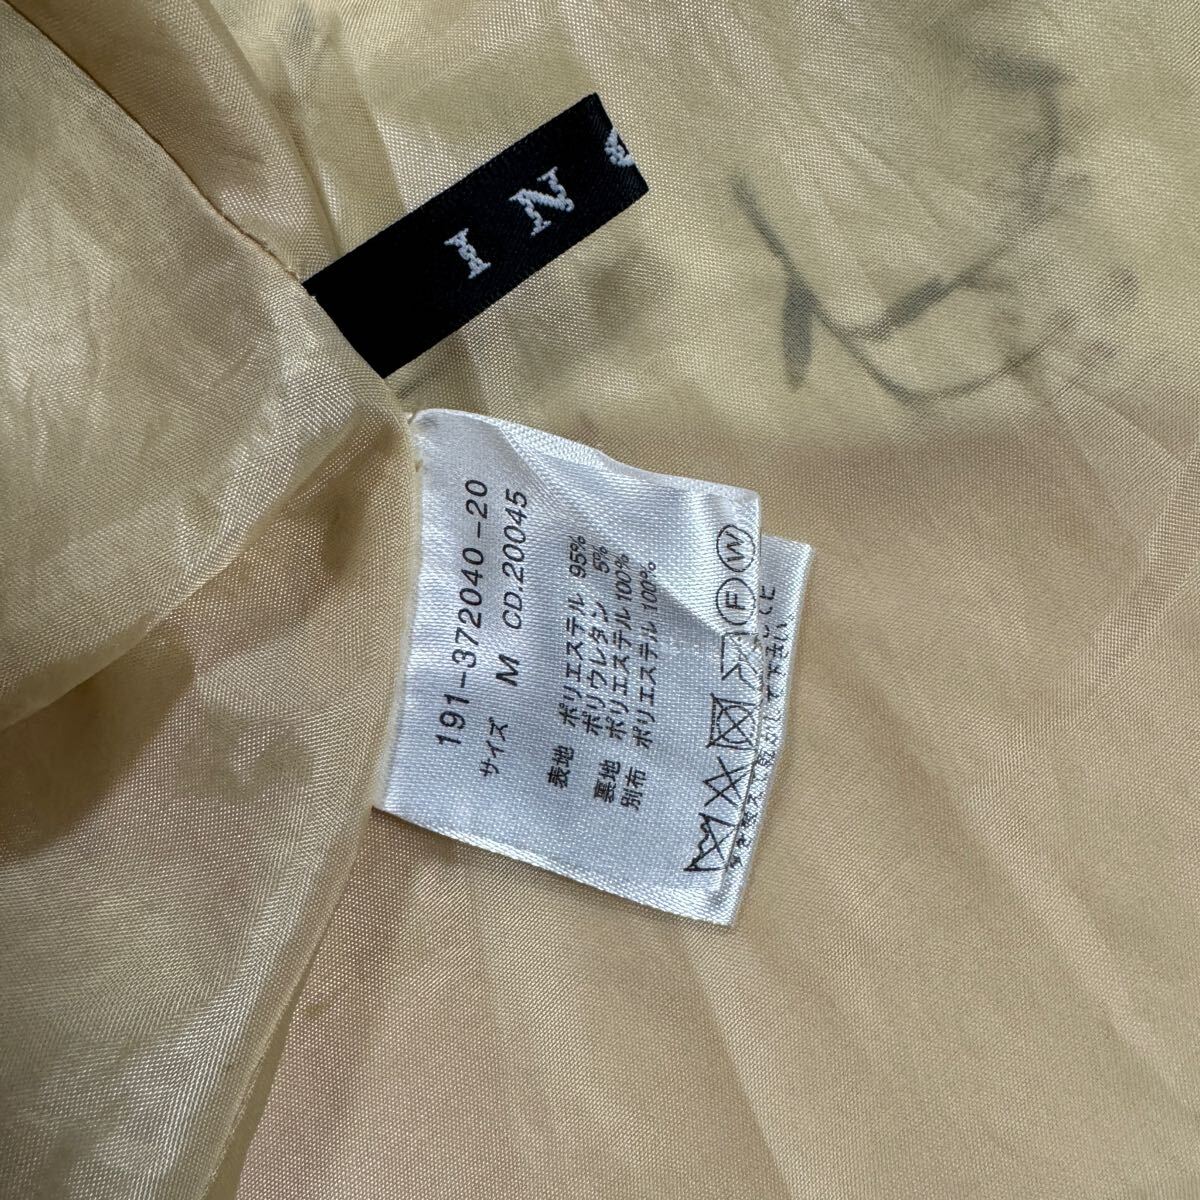 I N
191-372040-20
サイズ M CD.20045
表地 ポリエステル 95%
ポリウレタン 5%
裏地 ポリエステル 100%
別布 ポリエステル 100%
F W